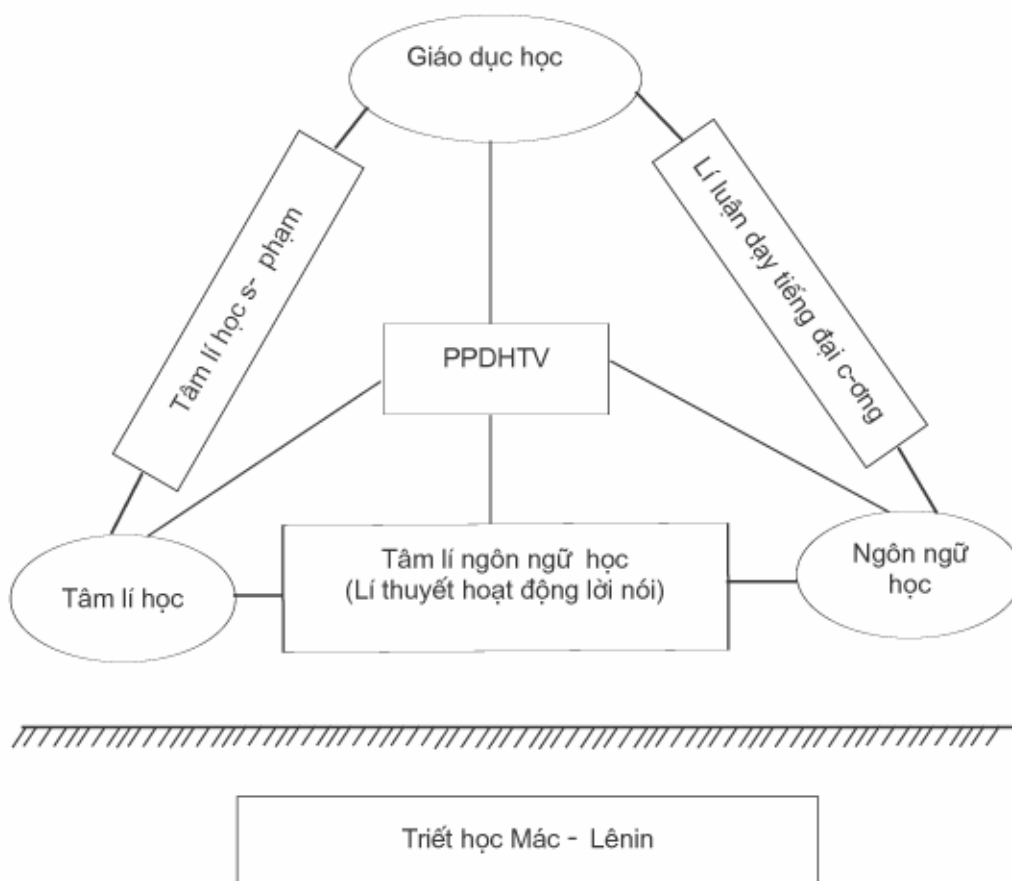 Giáo dục học
Tâm lí học s- phạm
Lí luận dạy tiếng đại c-ơng
PPDHTV
Tâm lí học
Tâm lí ngôn ngữ học
(Lí thuyết hoạt động lời nói)
Ngôn ngữ
học
Triết học Mác - Lênin